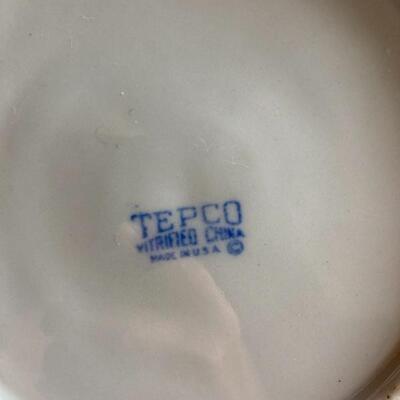 TEPCO
VITRIFIED CHINA
MADE IN U.S.A. ©